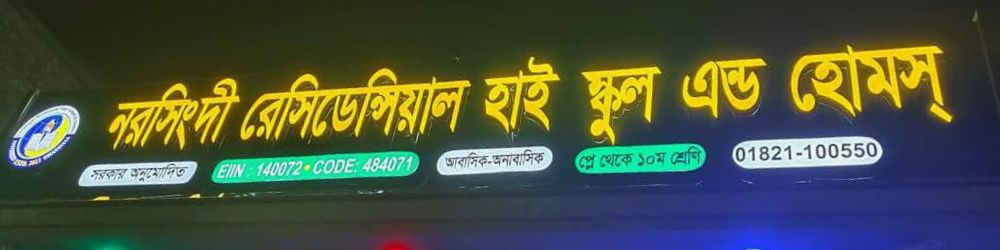 নরসিংদী রেসিডেন্সিয়াল হাই স্কুল এন্ড হোমস্
সরকার অনুমোদিত EIIN : 140072 • CODE: 484071 আবাসিক-অনাবাসিক প্লে থেকে ১০ম শ্রেণি 01821-100550